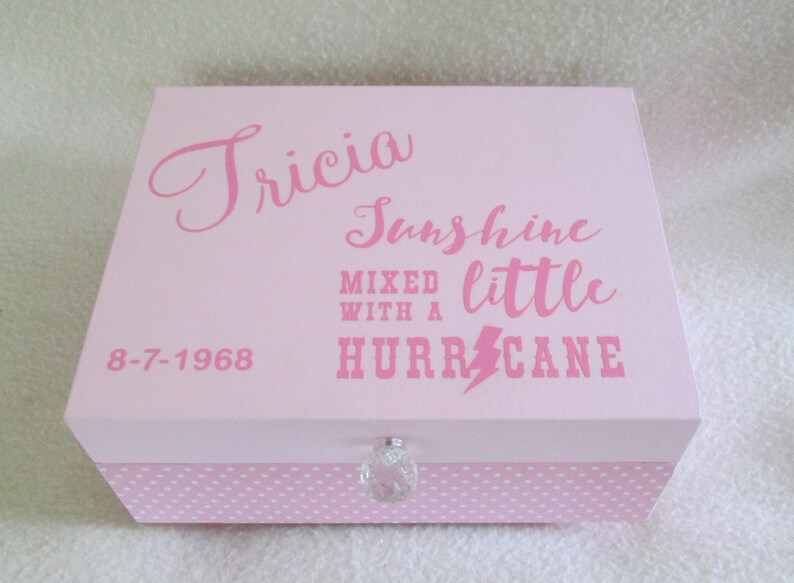 Tricia
Sunshine
MIXED
WITH A
little
HURRICANE
8-7-1968